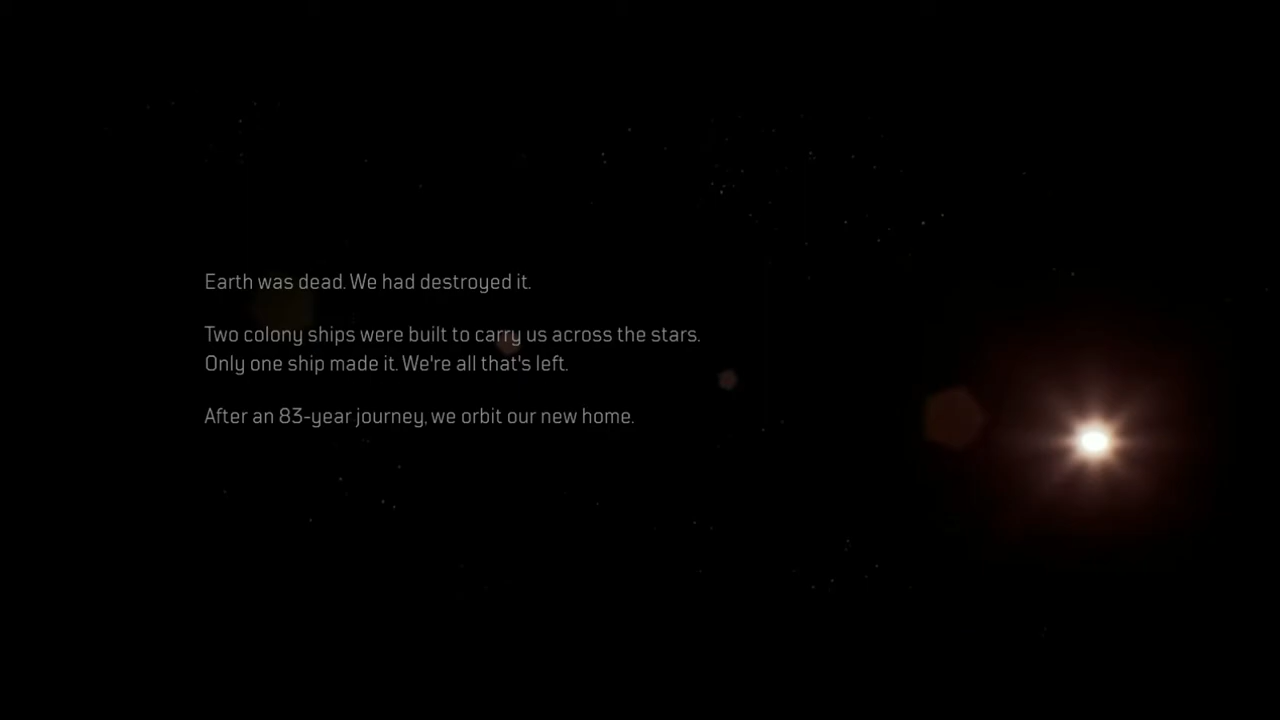 Earth was dead. We had destroyed it.
Two colony ships were built to carry us across the stars.
Only one ship made it. We're all that's left.
After an 83-year journey, we orbit our new home.